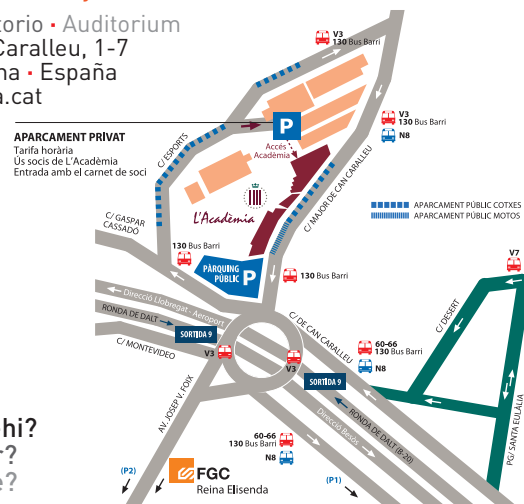 torio · Auditorium
Caralleu, 1-7
na · España
a.cat
APARCAMENT PRIVAT
Tarifa horària
Ús socis de L'Acadèmia
Entrada amb el carnet de soci
V3
130 Bus Barri
C/ ESPORTS
P
Accés
Acadèmia
V3
130 Bus Barri
N8
C/ MAJOR DE CAN CARALLEU
APARCAMENT PÚBLIC COTXES
APARCAMENT PÚBLIC MOTOS
L'Acadèmia
C/ GASPAR
CASSADÓ
130 Bus Barri
PÀRQUING
PÚBLIC P
130 Bus Barri
V7
Direcció Llobregat - Aeroport
RONDA DE DALT
SORTIDA 9
C/ MONTEVIDEO
V3
V3
C/ DE CAN CARALLEU
60-66
130 Bus Barri
N8
C/ DESERT
PG/ SANTA EULÀLIA
SORTIDA 9
RONDA DE DALT (B-20)
Direcció Besòs
AV. JOSEP V. FOIX
hi?
r?
e?
60-66
130 Bus Barri
N8
(P2)
FGC
Reina Elisenda
(P1)